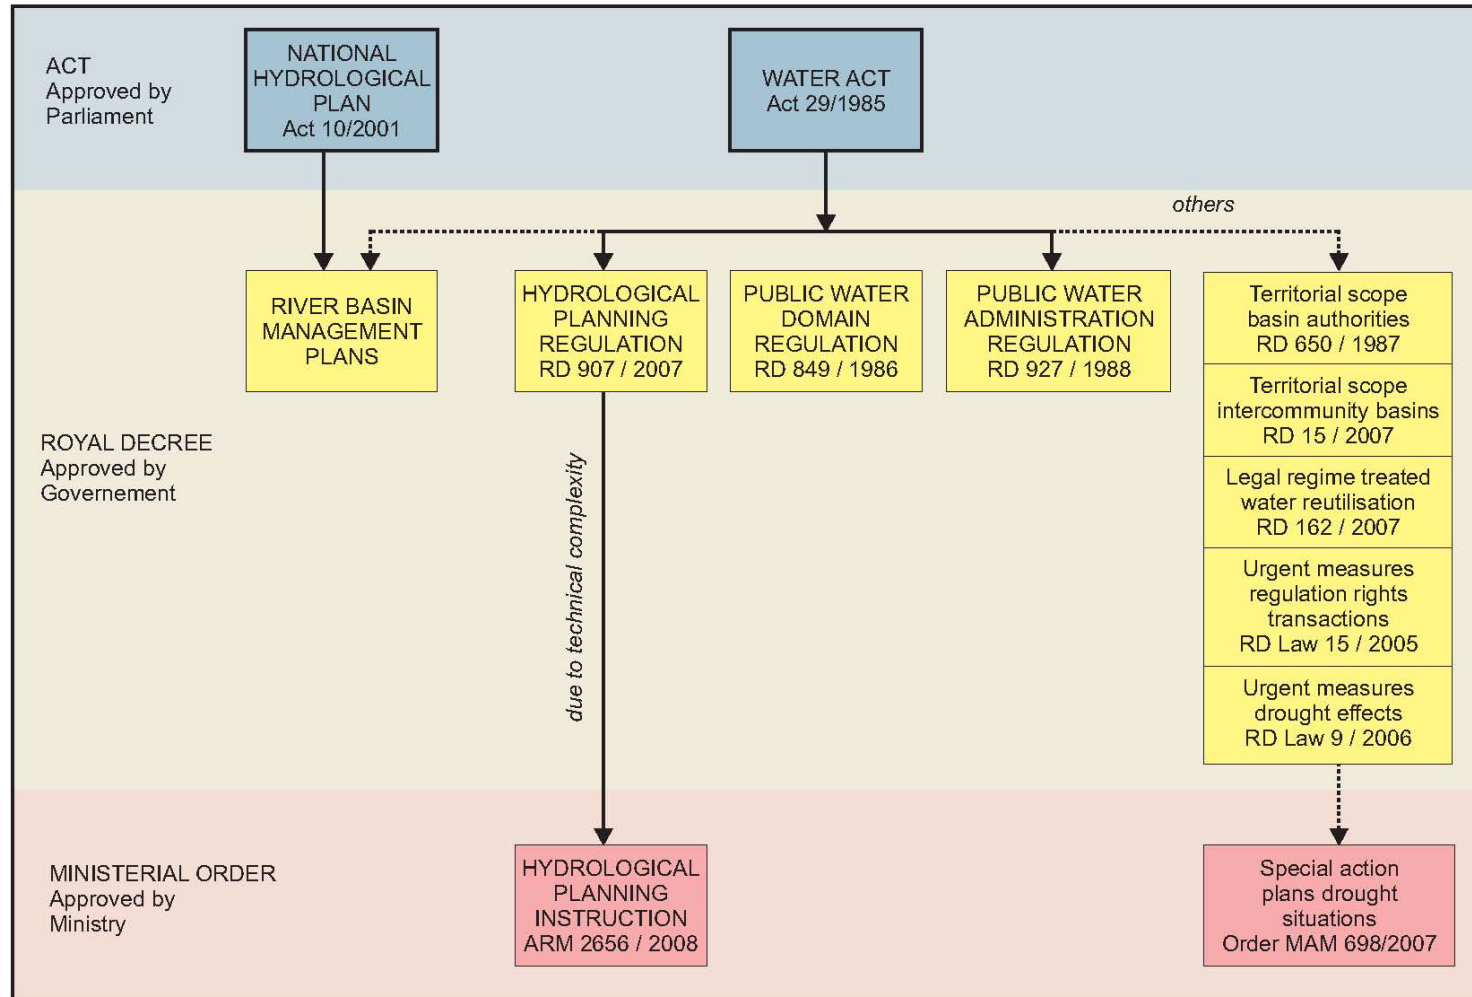 ACT
Approved by
Parliament
NATIONAL
HYDROLOGICAL
PLAN
Act 10/2001
WATER ACT
Act 29/1985
others
ROYAL DECREE
Approved by
Governement
RIVER BASIN
MANAGEMENT
PLANS
HYDROLOGICAL
PLANNING
REGULATION
RD 907 / 2007
PUBLIC WATER
DOMAIN
REGULATION
RD 849 / 1986
PUBLIC WATER
ADMINISTRATION
REGULATION
RD 927 / 1988
Territorial scope
basin authorities
RD 650 / 1987
Territorial scope
intercommunity basins
RD 15 / 2007
Legal regime treated
water reutilisation
RD 162 / 2007
Urgent measures
regulation rights
transactions
RD Law 15 / 2005
Urgent measures
drought effects
RD Law 9 / 2006
due to technical complexity
MINISTERIAL ORDER
Approved by
Ministry
HYDROLOGICAL
PLANNING
INSTRUCTION
ARM 2656 / 2008
Special action
plans drought
situations
Order MAM 698/2007